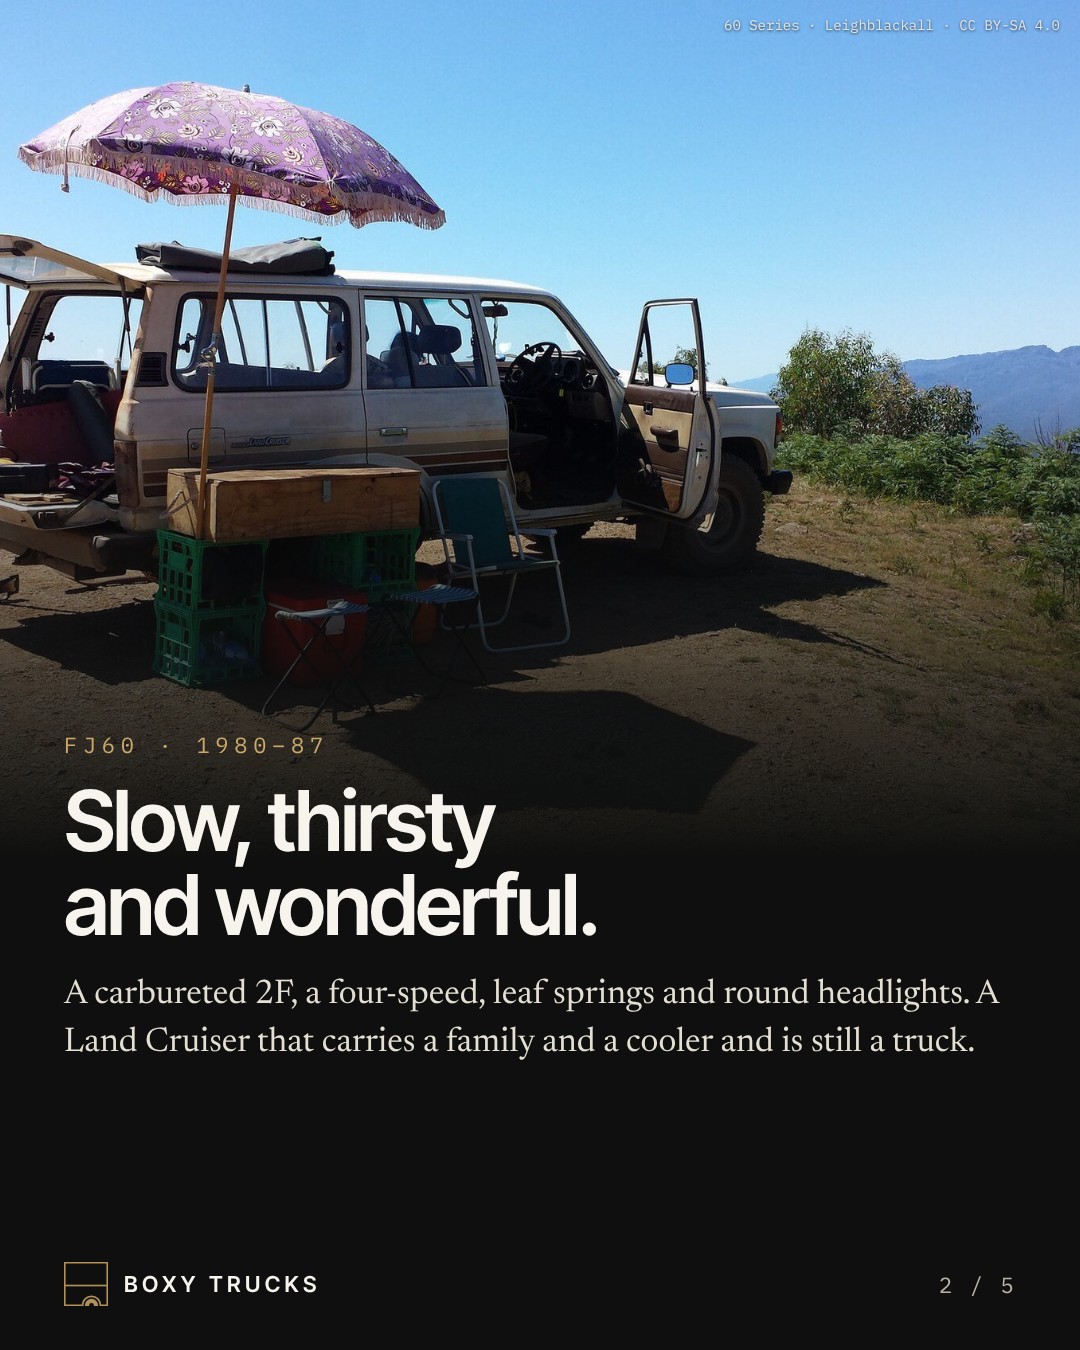 60 Series · Leighblackall · CC BY-SA 4.0
LANDCRUISER
FJ60 · 1980–87
Slow, thirsty
and wonderful.
A carbureted 2F, a four-speed, leaf springs and round headlights. A
Land Cruiser that carries a family and a cooler and is still a truck.
BOXY TRUCKS
2 / 5